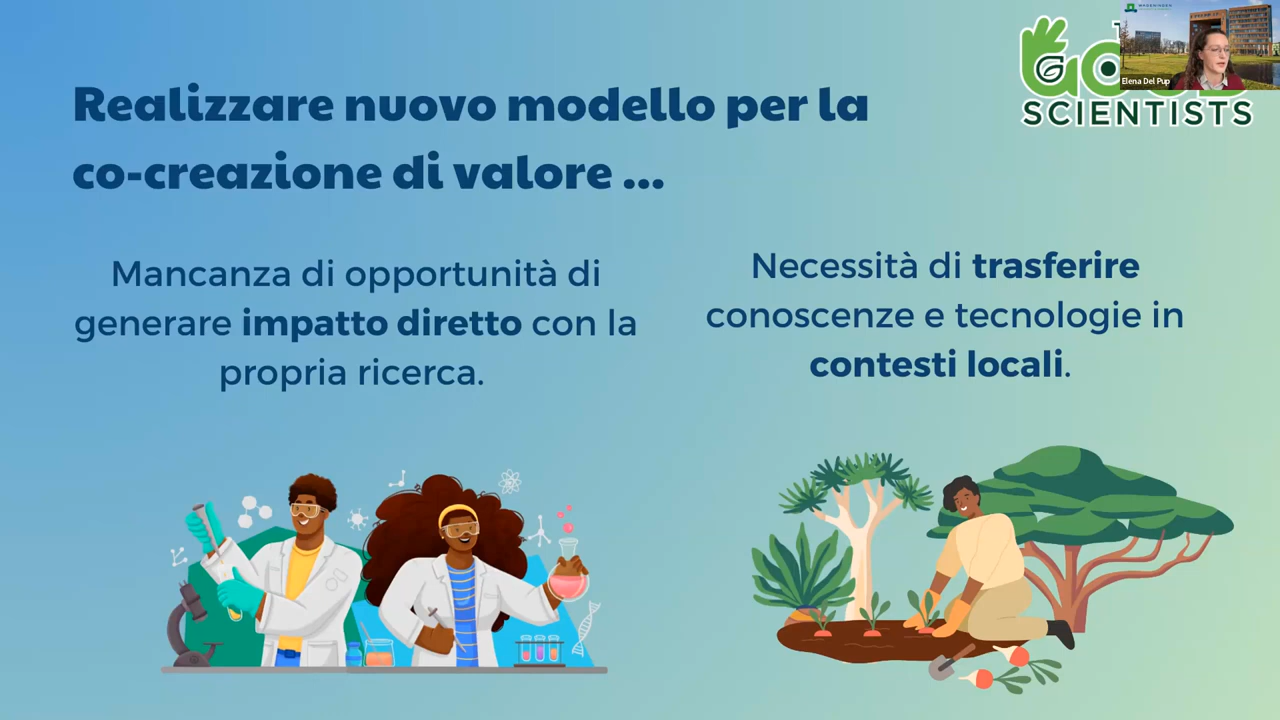 Realizzare nuovo modello per la
co-creazione di valore ...
Mancanza di opportunità di
generare impatto diretto con la
propria ricerca.
Necessità di trasferire
conoscenze e tecnologie in
contesti locali.
SCIENTISTS
WAGENINGEN
Elena Del Pup